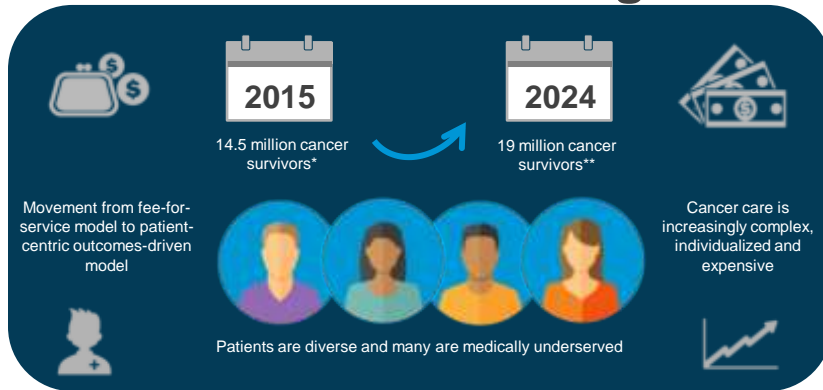 2015
2024
14.5 million cancer
survivors*
19 million cancer
survivors**
Movement from fee-for-
service model to patient-
centric outcomes-driven
model
Cancer care is
increasingly complex,
individualized and
expensive
Patients are diverse and many are medically underserved